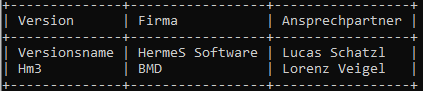 Version | Firma | Ansprechpartner
Versionsname | HermeS Software | Lucas Schatzl
Hm3 | BMD | Lorenz Veigel